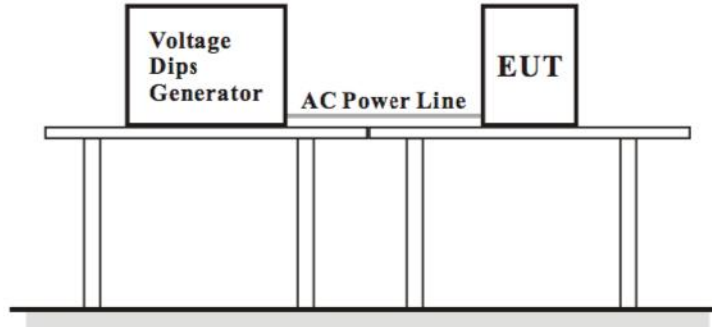 Voltage
Dips
Generator
AC Power Line
EUT